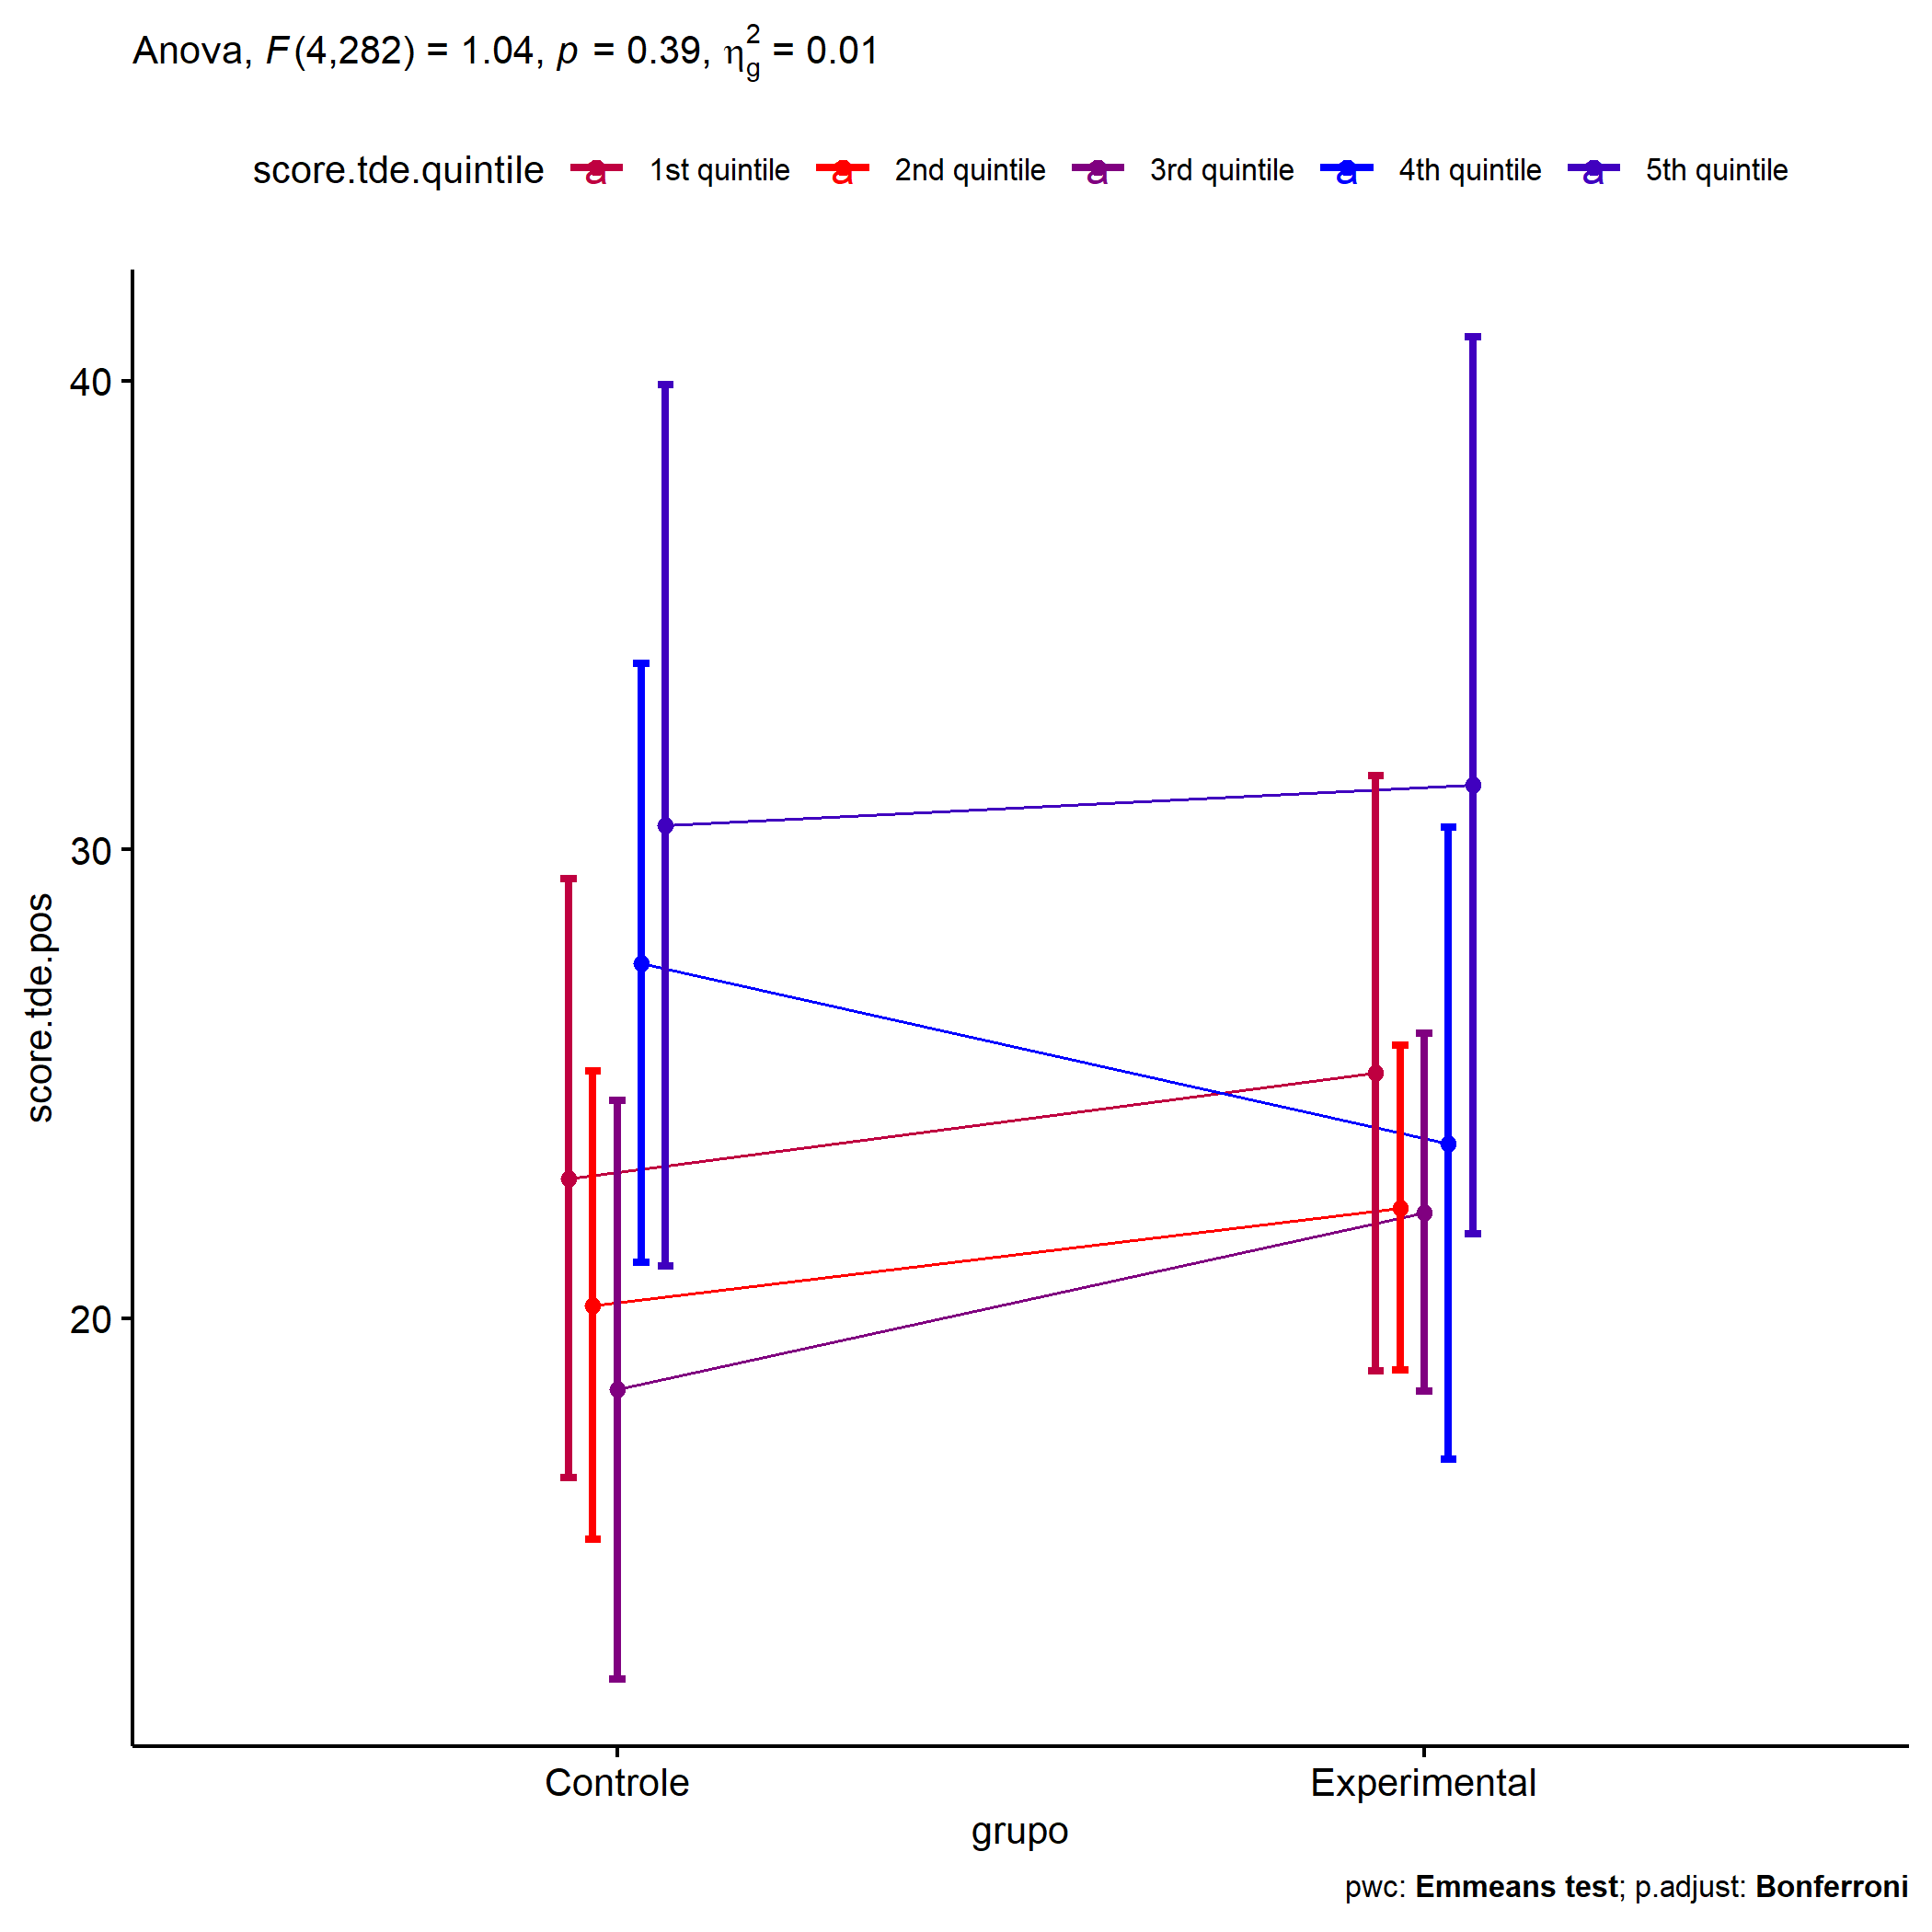 Anova, F(4,282) = 1.04, p = 0.39, η²g = 0.01
score.tde.quintile a 1st quintile a 2nd quintile a 3rd quintile a 4th quintile a 5th quintile
40
30
20
score.tde.pos
Controle Experimental
grupo
pwc: Emmeans test; p.adjust: Bonferroni